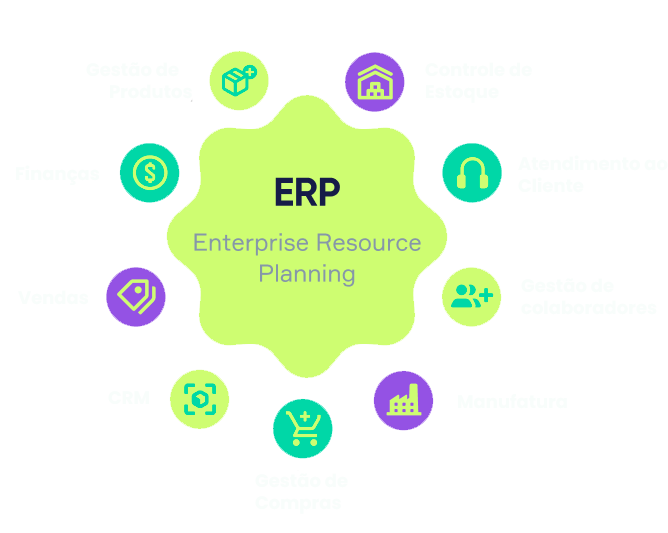 Gestão de
Produtos
Controle de
Estoque
Finanças
Atendimento ao
Cliente
ERP
Enterprise Resource
Planning
Vendas
Gestão de
colaboradores
CRM
Manufatura
Gestão de
Compras